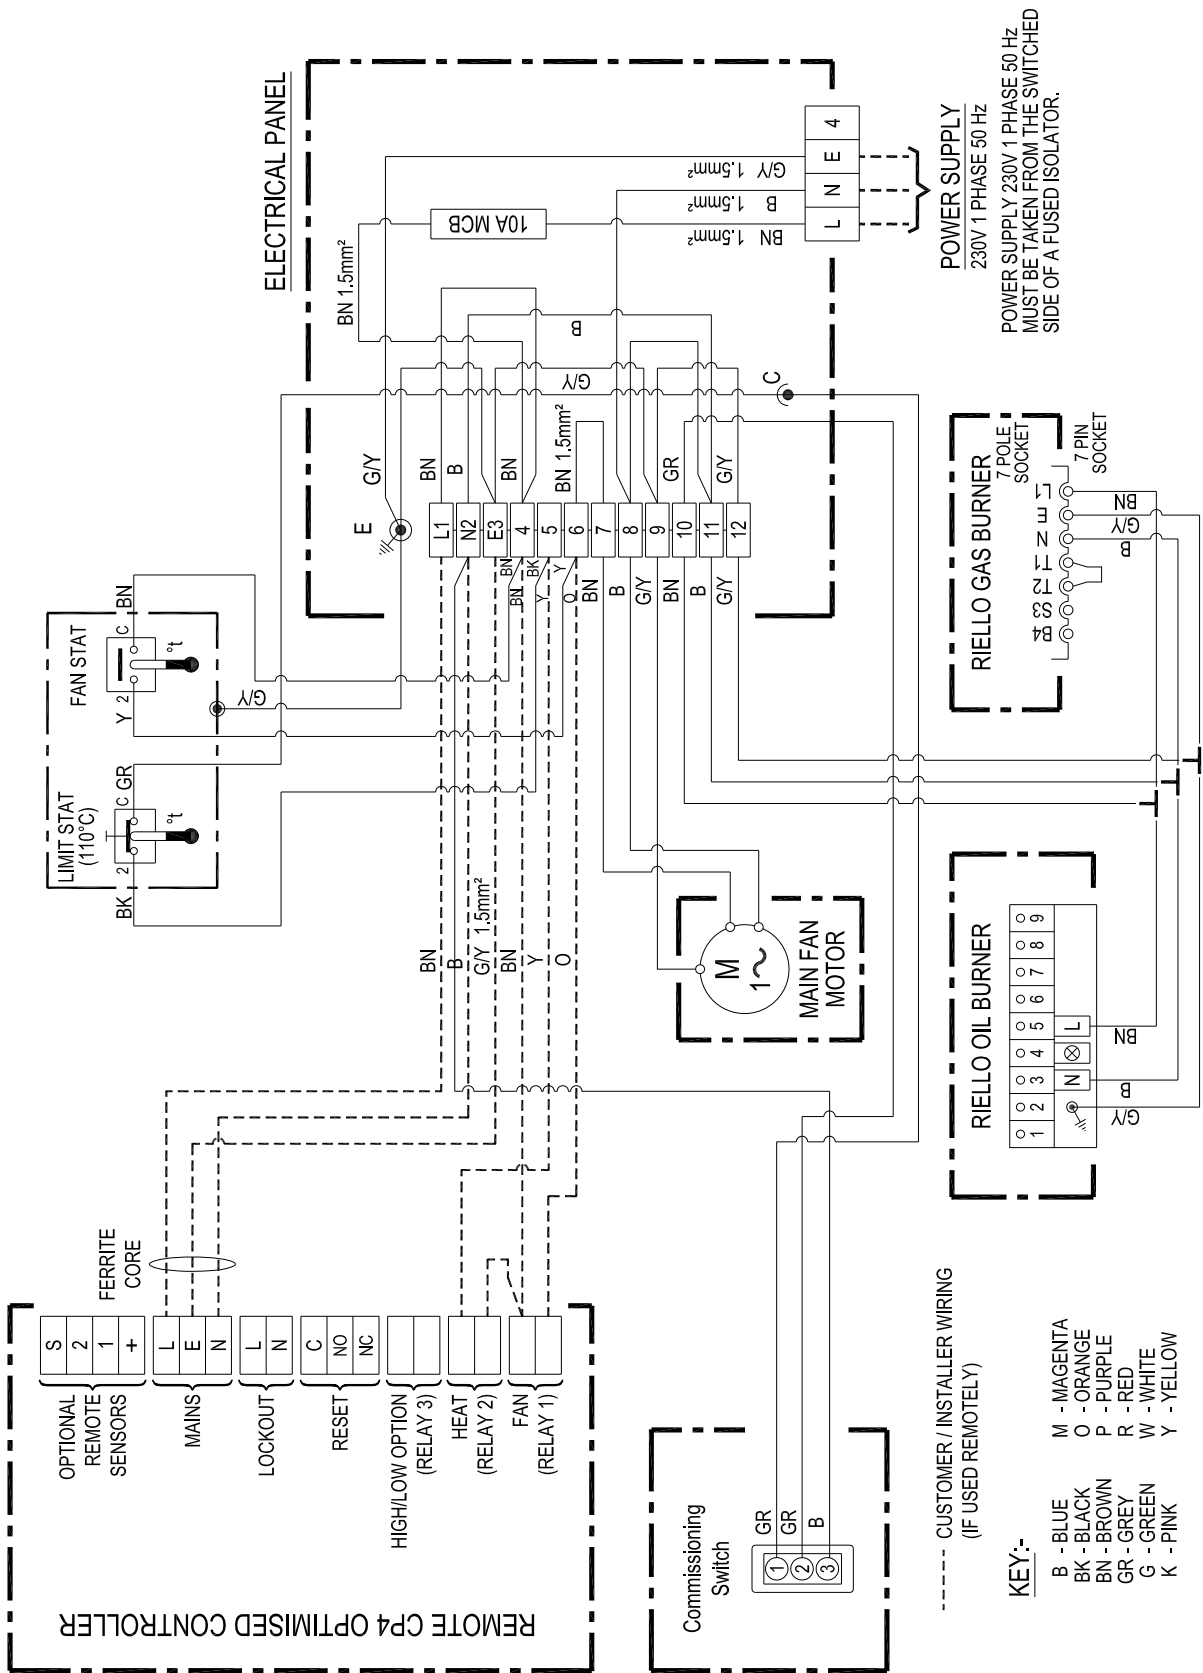 ELECTRICAL PANEL
10A MCB
BN 1.5mm²
BN 1.5mm²
B 1.5mm²
G/Y 1.5mm²
L
N
E
4
POWER SUPPLY
230V 1 PHASE 50 Hz
POWER SUPPLY 230V 1 PHASE 50 Hz
MUST BE TAKEN FROM THE SWITCHED
SIDE OF A FUSED ISOLATOR.
B
G/Y
C
E
G/Y
BN
B
BN
BN 1.5mm²
GR
G/Y
L1
N2
E3
4
5
6
7
8
9
10
11
12
BN
BN
BK
Y
Y
O
BN
B
G/Y
BN
B
G/Y
FAN STAT
C
BN
2
Y
°t
G/Y
LIMIT STAT
(110°C)
C
GR
2
BK
°t
RIELLO GAS BURNER
7 POLE
SOCKET
7 PIN
SOCKET
L1
E
N
T1
T2
S3
B4
BN
G/Y
B
BN
B
G/Y 1.5mm²
BN
Y
O
M
1~
MAIN FAN
MOTOR
RIELLO OIL BURNER
1
2
3
4
5
6
7
8
9
N
L
BN
B
G/Y
FERRITE
CORE
S
2
1
+
OPTIONAL
REMOTE
SENSORS
L
E
N
MAINS
L
N
LOCKOUT
C
NO
NC
RESET
HIGH/LOW OPTION
(RELAY 3)
HEAT
(RELAY 2)
FAN
(RELAY 1)
REMOTE CP4 OPTIMISED CONTROLLER
Commissioning
Switch
GR
GR
B
1
2
3
CUSTOMER / INSTALLER WIRING
(IF USED REMOTELY)
KEY:-
B - BLUE
BK - BLACK
BN - BROWN
GR - GREY
G - GREEN
K - PINK
M - MAGENTA
O - ORANGE
P - PURPLE
R - RED
W - WHITE
Y - YELLOW